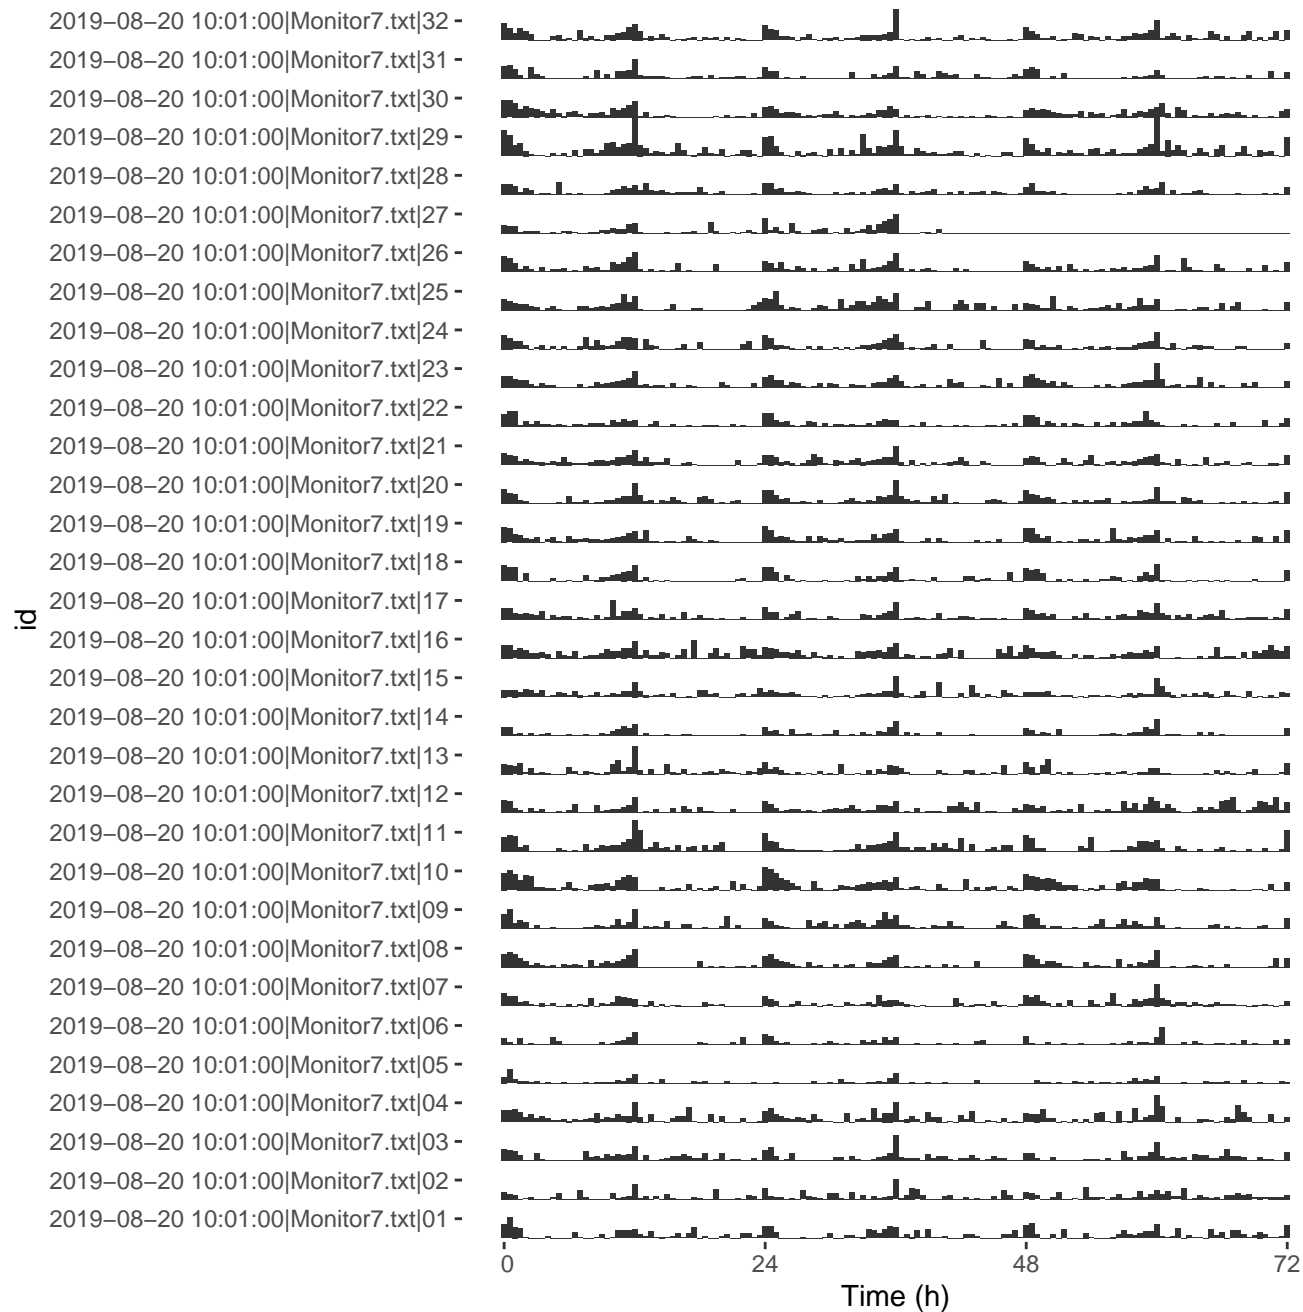 2019−08−20 10:01:00|Monitor7.txt|32
2019−08−20 10:01:00|Monitor7.txt|31
2019−08−20 10:01:00|Monitor7.txt|30
2019−08−20 10:01:00|Monitor7.txt|29
2019−08−20 10:01:00|Monitor7.txt|28
2019−08−20 10:01:00|Monitor7.txt|27
2019−08−20 10:01:00|Monitor7.txt|26
2019−08−20 10:01:00|Monitor7.txt|25
2019−08−20 10:01:00|Monitor7.txt|24
2019−08−20 10:01:00|Monitor7.txt|23
2019−08−20 10:01:00|Monitor7.txt|22
2019−08−20 10:01:00|Monitor7.txt|21
2019−08−20 10:01:00|Monitor7.txt|20
2019−08−20 10:01:00|Monitor7.txt|19
2019−08−20 10:01:00|Monitor7.txt|18
2019−08−20 10:01:00|Monitor7.txt|17
2019−08−20 10:01:00|Monitor7.txt|16
2019−08−20 10:01:00|Monitor7.txt|15
2019−08−20 10:01:00|Monitor7.txt|14
2019−08−20 10:01:00|Monitor7.txt|13
2019−08−20 10:01:00|Monitor7.txt|12
2019−08−20 10:01:00|Monitor7.txt|11
2019−08−20 10:01:00|Monitor7.txt|10
2019−08−20 10:01:00|Monitor7.txt|09
2019−08−20 10:01:00|Monitor7.txt|08
2019−08−20 10:01:00|Monitor7.txt|07
2019−08−20 10:01:00|Monitor7.txt|06
2019−08−20 10:01:00|Monitor7.txt|05
2019−08−20 10:01:00|Monitor7.txt|04
2019−08−20 10:01:00|Monitor7.txt|03
2019−08−20 10:01:00|Monitor7.txt|02
2019−08−20 10:01:00|Monitor7.txt|01
id
0 24 48 72
Time (h)